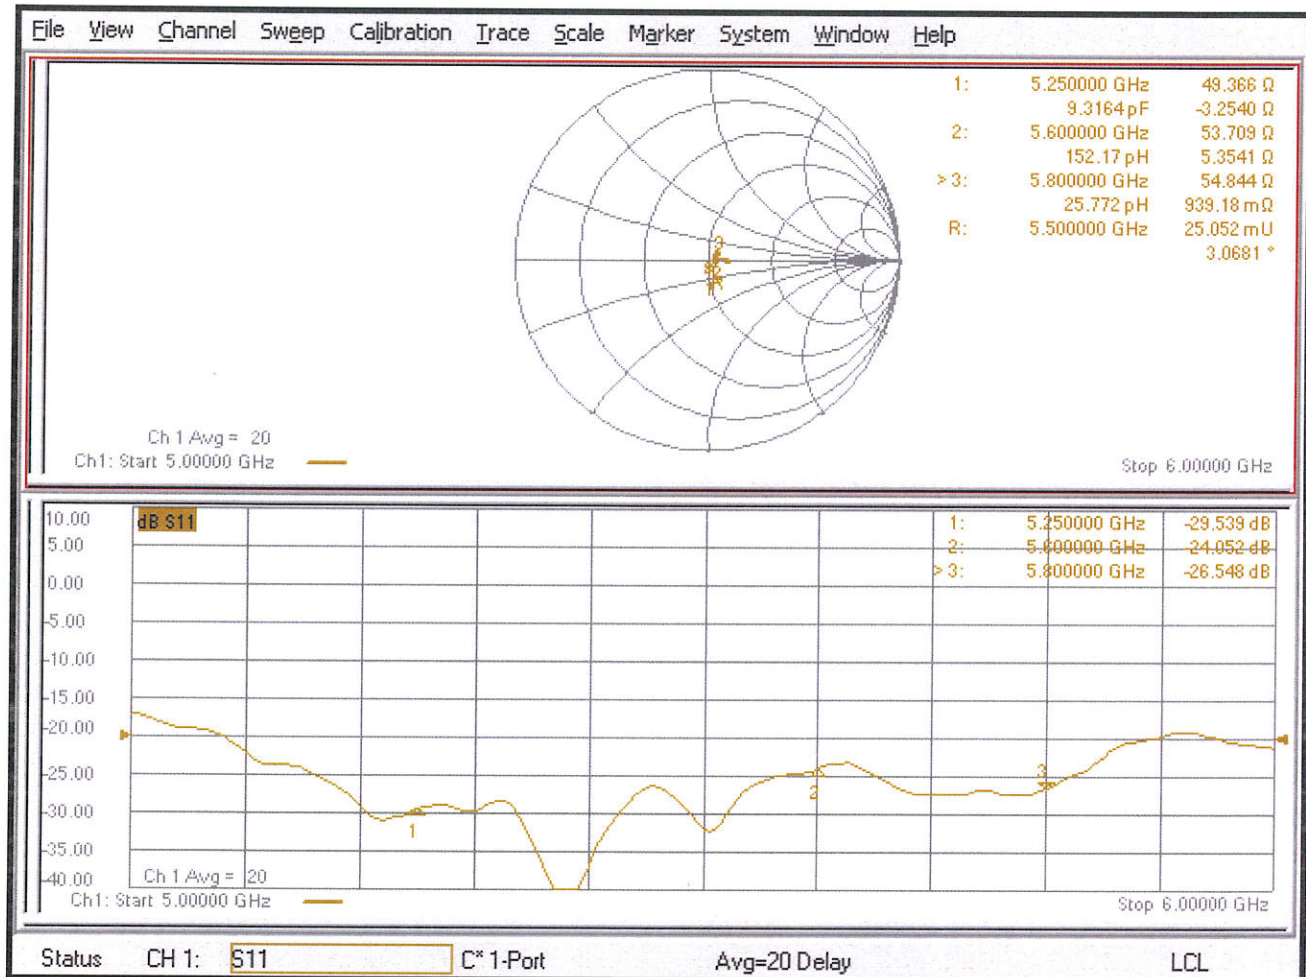 File View Channel Sweep Calibration Trace Scale Marker System Window Help
1: 5.250000 GHz 49.366 Ω
9.3164 pF -3.2540 Ω
2: 5.600000 GHz 53.709 Ω
152.17 pH 5.3541 Ω
> 3: 5.800000 GHz 54.844 Ω
25.772 pH 939.18 mΩ
R: 5.500000 GHz 25.052 mU
3.0681 °
3
Ch 1 Avg = 20
Ch1: Start 5.00000 GHz
Stop 6.00000 GHz
dB S11
1: 5.250000 GHz -29.539 dB
2: 5.600000 GHz -24.052 dB
> 3: 5.800000 GHz -26.548 dB
10.00
5.00
0.00
-5.00
-10.00
-15.00
-20.00
-25.00
-30.00
-35.00
-40.00
1
2
3
Ch 1 Avg = 20
Ch1: Start 5.00000 GHz
Stop 6.00000 GHz
Status CH 1: S11 C* 1-Port Avg=20 Delay LCL